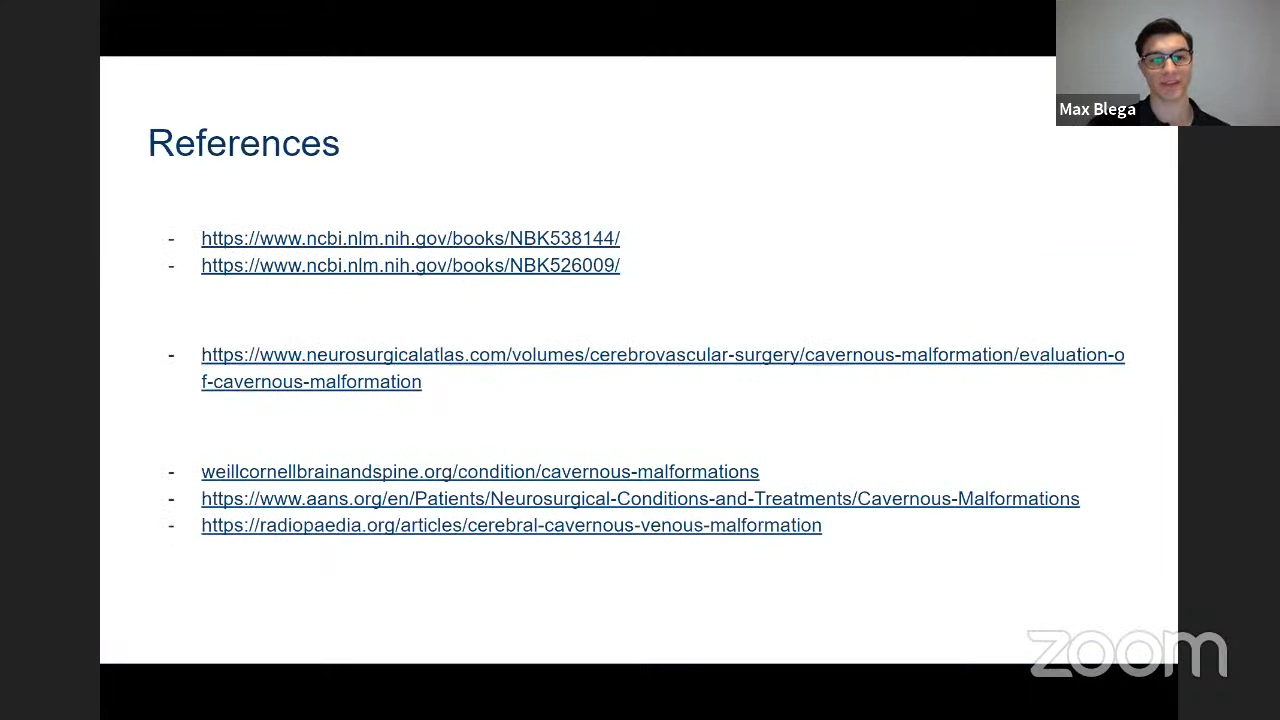 Max Blega
References
- https://www.ncbi.nlm.nih.gov/books/NBK538144/
- https://www.ncbi.nlm.nih.gov/books/NBK526009/
- https://www.neurosurgicalatlas.com/volumes/cerebrovascular-surgery/cavernous-malformation/evaluation-o
f-cavernous-malformation
- weillcornellbrainandspine.org/condition/cavernous-malformations
- https://www.aans.org/en/Patients/Neurosurgical-Conditions-and-Treatments/Cavernous-Malformations
- https://radiopaedia.org/articles/cerebral-cavernous-venous-malformation
zoom